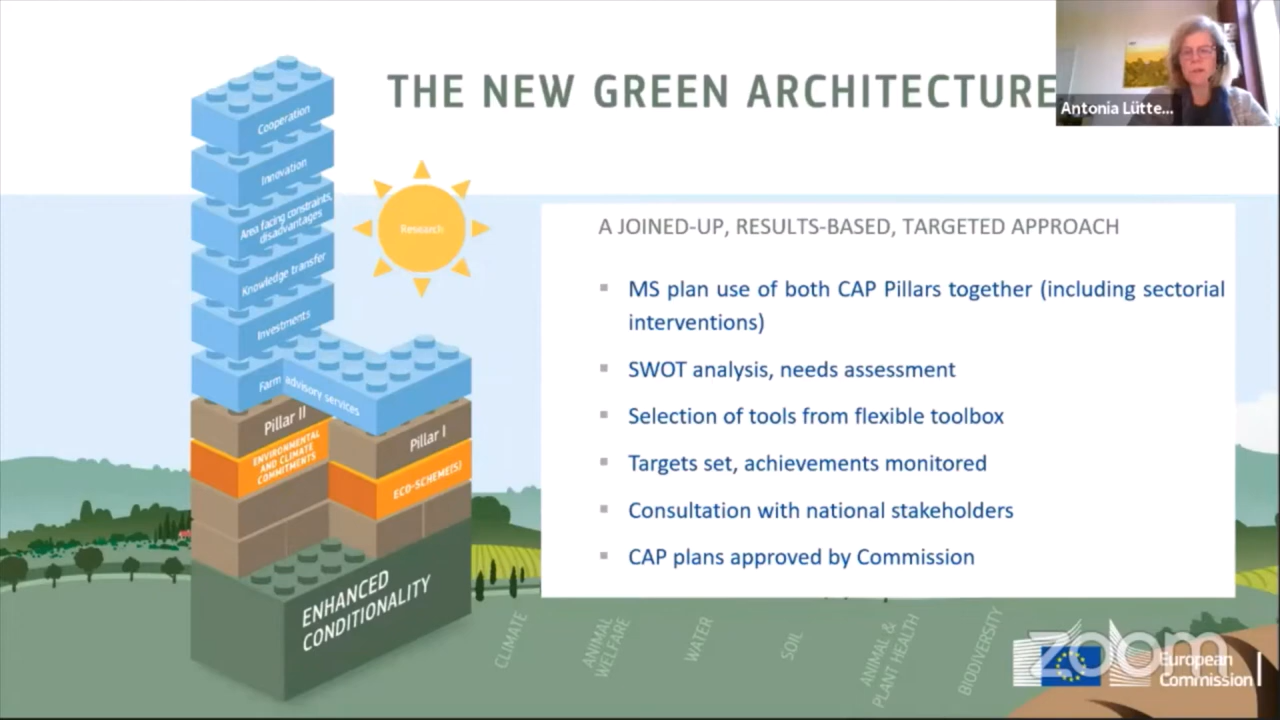 THE NEW GREEN ARCHITECTURE
Antonia Lütte...
Cooperation
Innovation
Area facing constraints,
disadvantages
Knowledge transfer
Investments
Farm advisory services
Research
Pillar II
Pillar I
ENVIRONMENTAL
AND CLIMATE
COMMITMENTS
ECO-SCHEME(S)
ENHANCED
CONDITIONALITY
A JOINED-UP, RESULTS-BASED, TARGETED APPROACH
MS plan use of both CAP Pillars together (including sectorial
interventions)
SWOT analysis, needs assessment
Selection of tools from flexible toolbox
Targets set, achievements monitored
Consultation with national stakeholders
CAP plans approved by Commission
CLIMATE
ANIMAL
WELFARE
WATER
SOIL
ANIMAL &
PLANT HEALTH
BIODIVERSITY
zoom
European
Commission